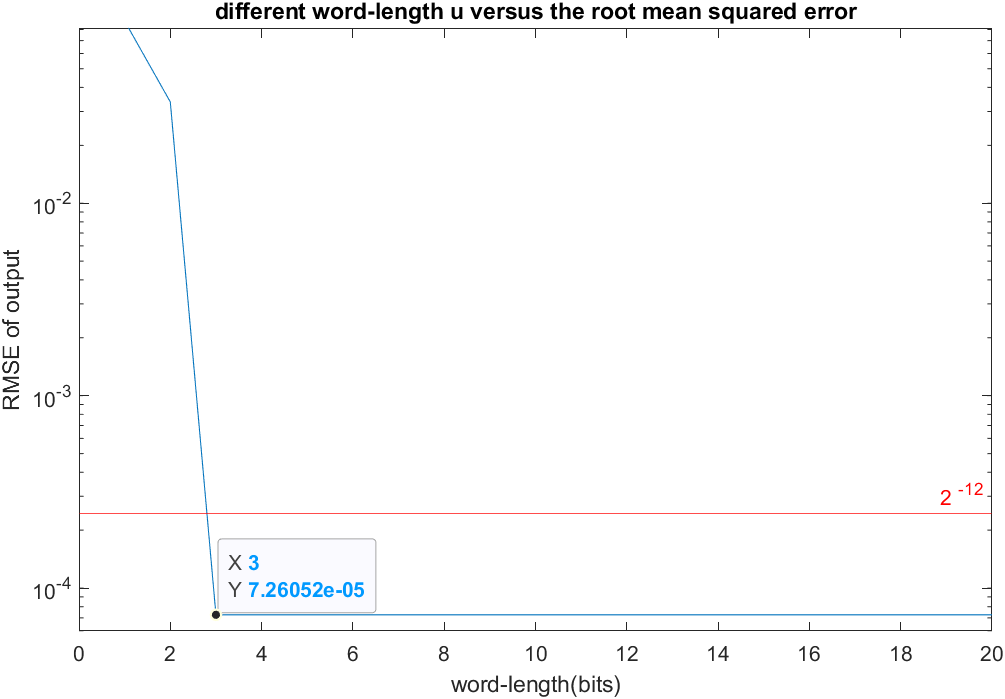 different word-length u versus the root mean squared error
RMSE of output
10^-2
10^-3
10^-4
2^-12
X 3
Y 7.26052e-05
0 2 4 6 8 10 12 14 16 18 20
word-length(bits)